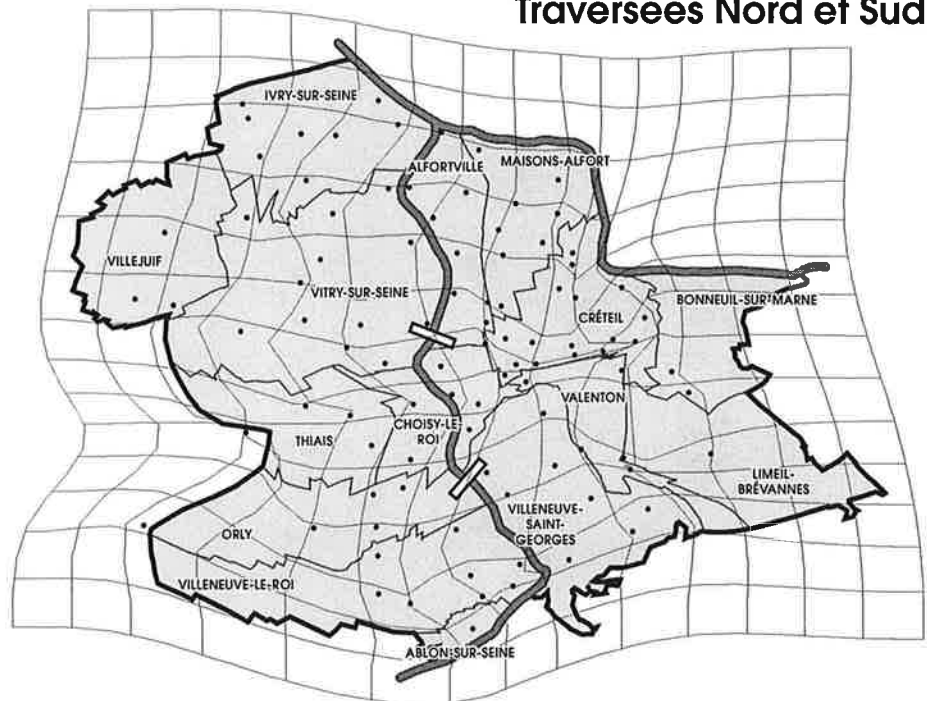 Traversées Nord et Sud
IVRY-SUR-SEINE
ALFORTVILLE
MAISONS-ALFORT
VILLEJUIF
VITRY-SUR-SEINE
BONNEUIL-SUR-MARNE
CRÉTEIL
VALENTON
CHOISY-LE-
ROI
THIAIS
LIMEIL-
BRÉVANNES
VILLENEUVE-
SAINT-
GEORGES
ORLY
VILLENEUVE-LE-ROI
ABLON-SUR-SEINE